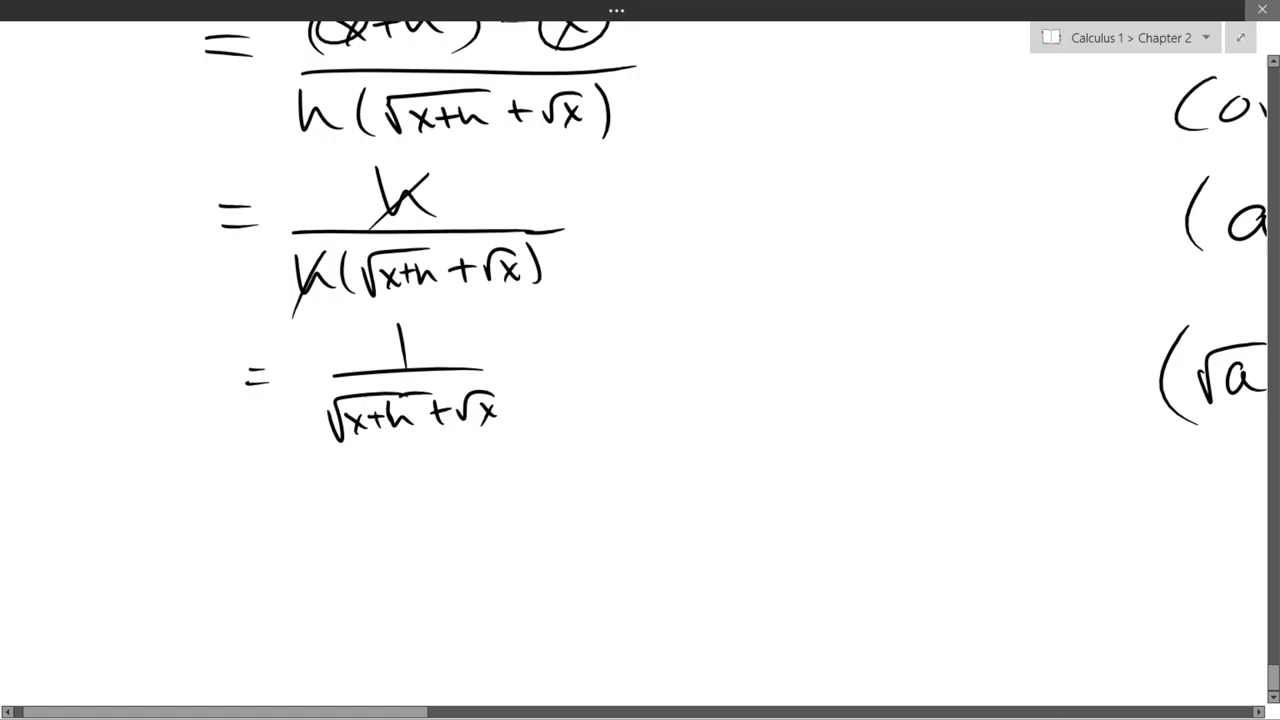 Calculus 1 > Chapter 2
= (x+h) - x
h(√x+h + √x)
= h
h(√x+h + √x)
= 1
√x+h + √x
(
( a
(√a